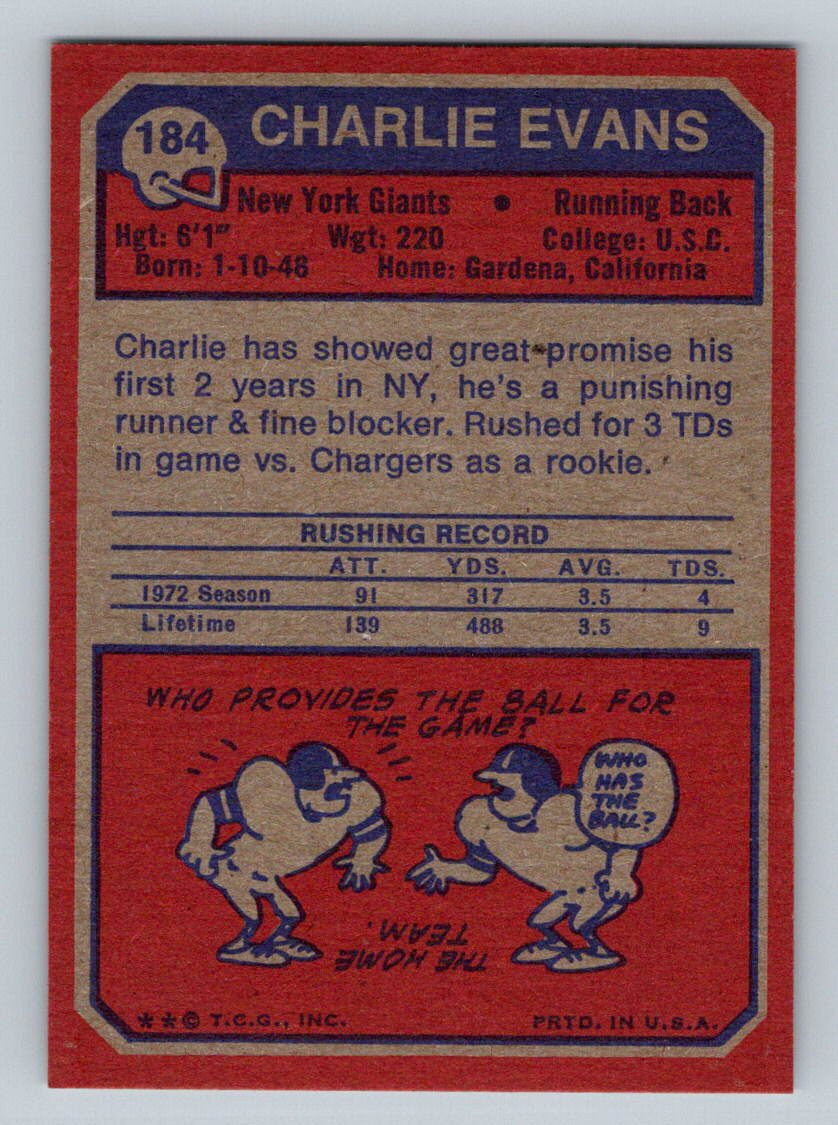 184 CHARLIE EVANS
New York Giants • Running Back
Hgt: 6'1" Wgt: 220 College: U.S.C.
Born: 1-10-48 Home: Gardena, California
Charlie has showed great promise his
first 2 years in NY, he's a punishing
runner & fine blocker. Rushed for 3 TDs
in game vs. Chargers as a rookie.
RUSHING RECORD
ATT. YDS. AVG. TDS.
1972 Season 91 317 3.5 4
Lifetime 139 488 3.5 9
WHO PROVIDES THE BALL FOR
THE GAME?
WHO
HAS
THE
BALL?
THE HOME
TEAM.
**© T.C.G., INC. PRTD. IN U.S.A.